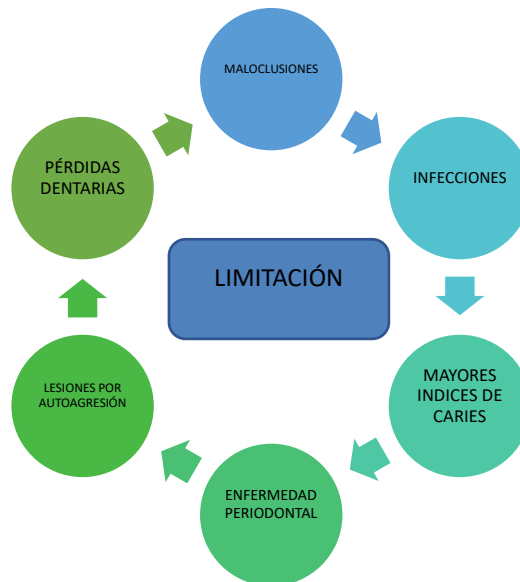 MALOCLUSIONES
INFECCIONES
MAYORES
INDICES DE
CARIES
ENFERMEDAD
PERIODONTAL
LESIONES POR
AUTOAGRESIÓN
PÉRDIDAS
DENTARIAS
LIMITACIÓN